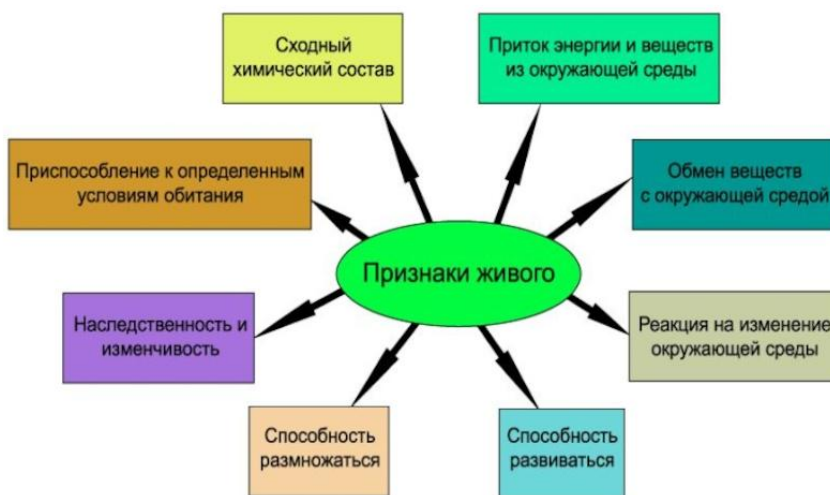 Сходный
химический состав
Приток энергии и веществ
из окружающей среды
Приспособление к определенным
условиям обитания
Обмен веществ
с окружающей средой
Признаки живого
Наследственность и
изменчивость
Реакция на изменение
окружающей среды
Способность
размножаться
Способность
развиваться